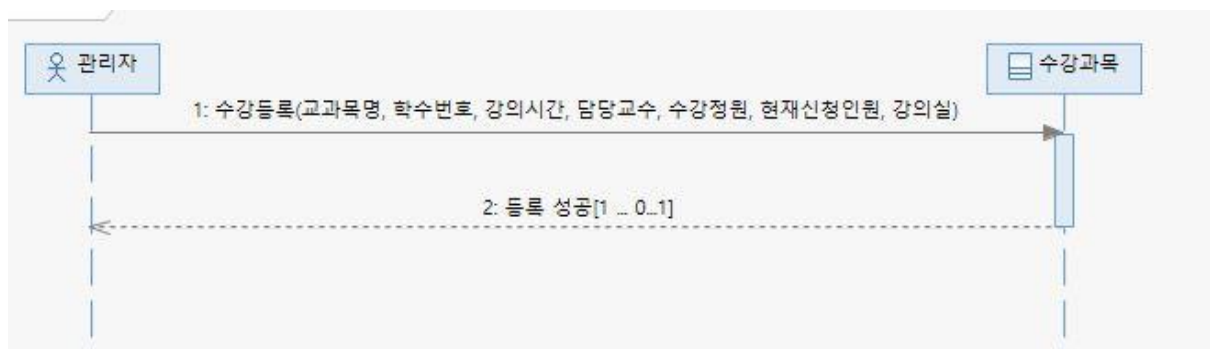 관리자
수강과목
1: 수강등록(교과목명, 학수번호, 강의시간, 담당교수, 수강정원, 현재신청인원, 강의실)
2: 등록 성공[1 ... 0...1]